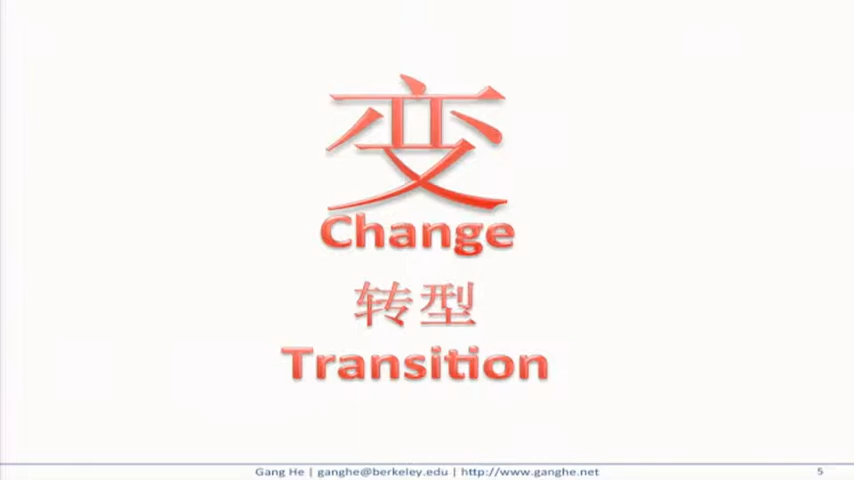 变
Change
转型
Transition
Gang He | ganghe@berkeley.edu | http://www.ganghe.net
5